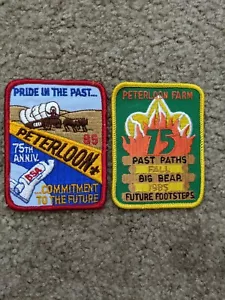 PRIDE IN THE PAST...
85
PETERLOON
75TH
ANNIV.
BSA
COMMITMENT
TO THE FUTURE
PETERLOON FARM
75
PAST PATHS
FALL
BIG BEAR
1985
FUTURE FOOTSTEPS